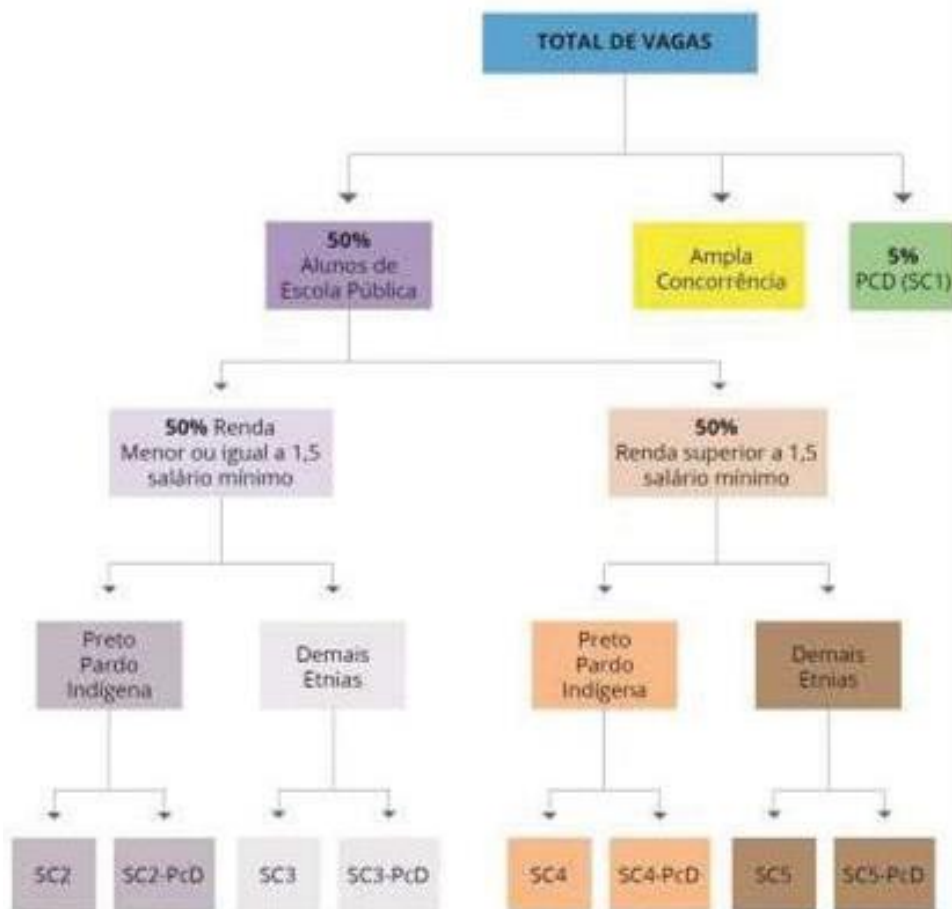 TOTAL DE VAGAS
50%
Alunos de
Escola Pública
Ampla
Concorrência
5%
PCD (SC1)
50% Renda
Menor ou igual a 1,5
salário mínimo
50%
Renda superior a 1,5
salário mínimo
Preto
Pardo
Indígena
Demais
Etnias
Preto
Pardo
Indígena
Demais
Etnias
SC2
SC2-PcD
SC3
SC3-PcD
SC4
SC4-PcD
SC5
SC5-PcD